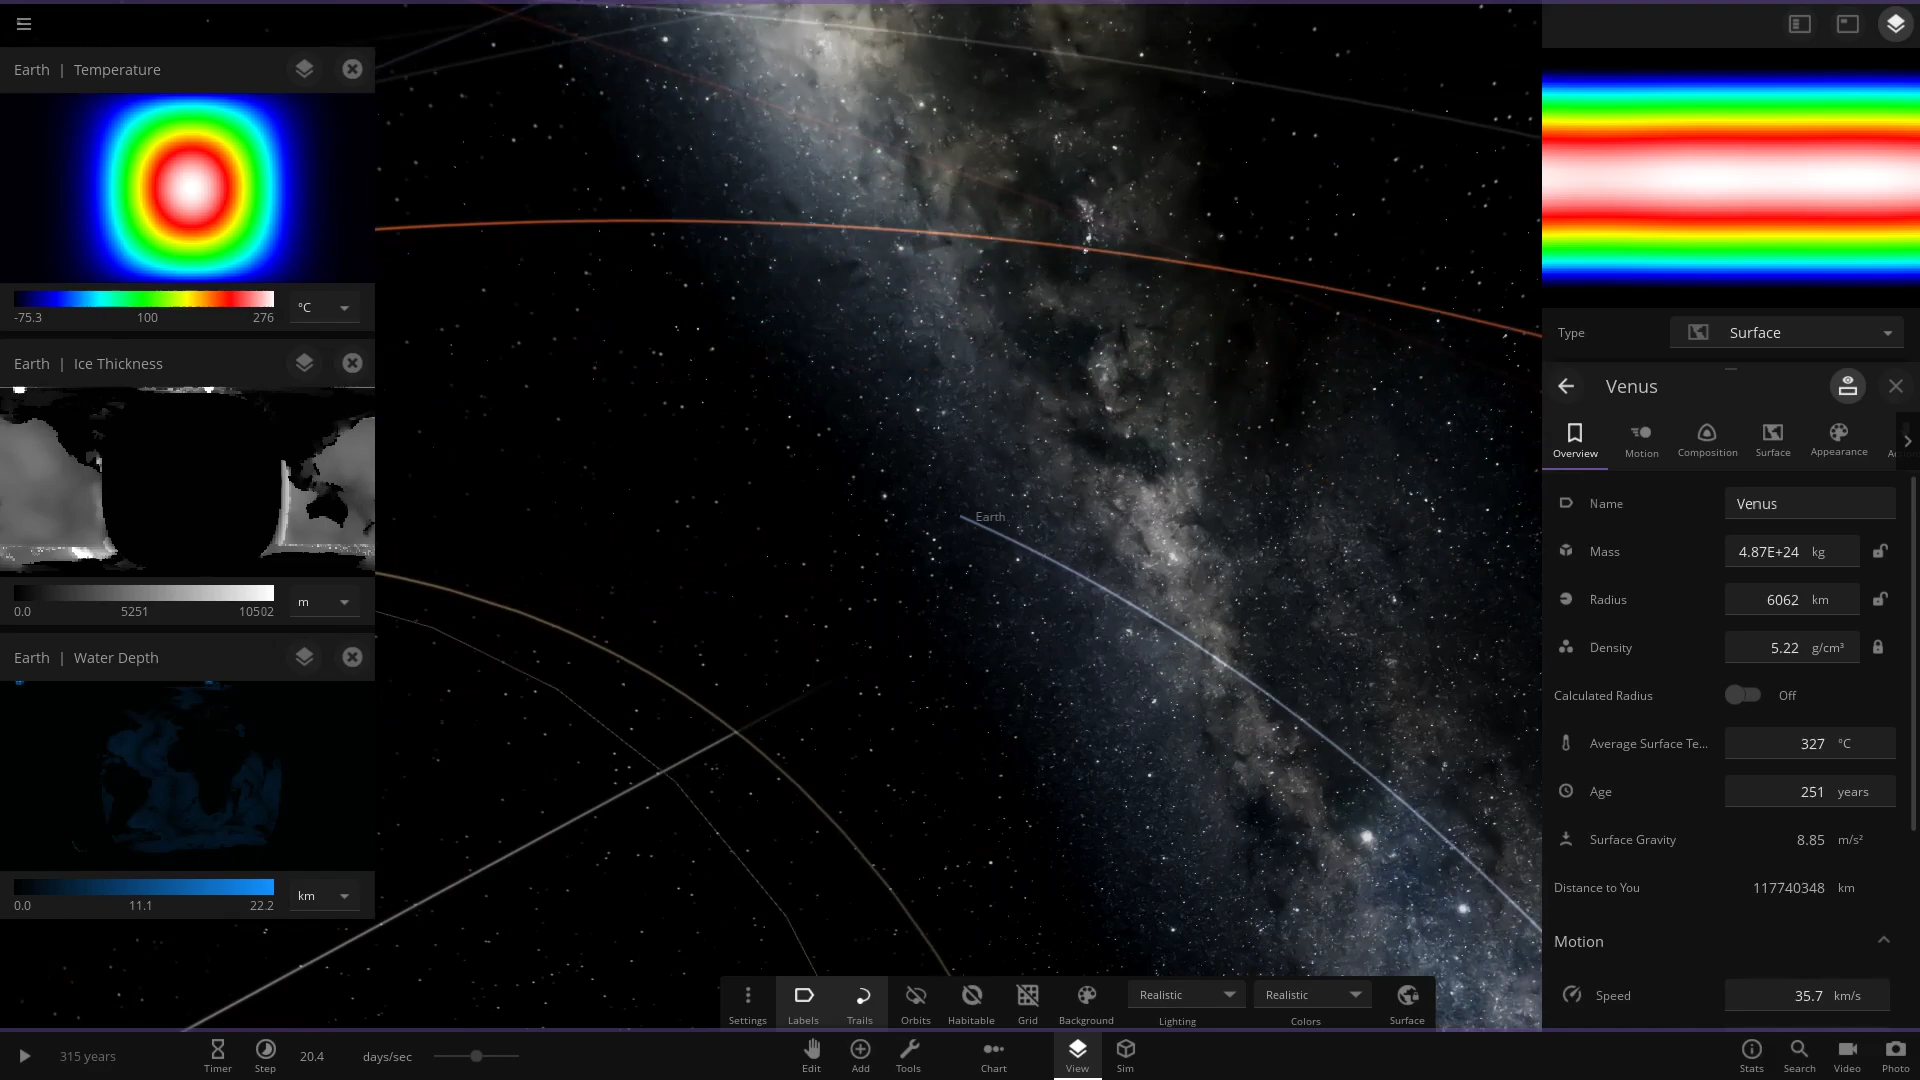 Earth | Temperature
-75.3 100 276
°C
Earth | Ice Thickness
0.0 5251 10502
m
Earth | Water Depth
0.0 11.1 22.2
km
Earth
Type Surface
Venus
Overview Motion Composition Surface Appearance
Name Venus
Mass 4.87E+24 kg
Radius 6062 km
Density 5.22 g/cm³
Calculated Radius Off
Average Surface Te... 327 °C
Age 251 years
Surface Gravity 8.85 m/s²
Distance to You 117740348 km
Motion
Speed 35.7 km/s
Settings Labels Trails Orbits Habitable Grid Background
Realistic Realistic
Lighting Colors Surface
315 years
Timer Step
20.4 days/sec
Edit Add Tools Chart View Sim
Stats Search Video Photo